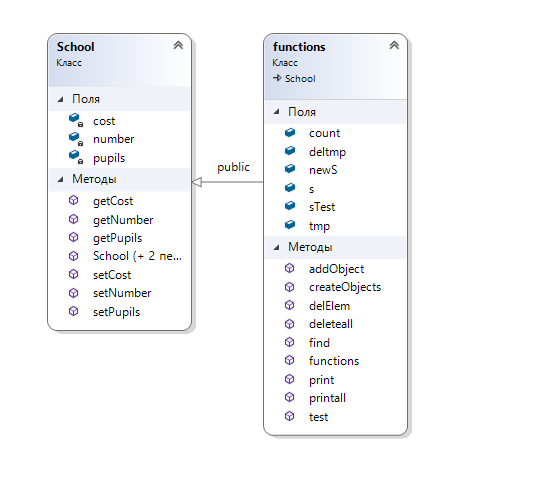 School
Класс
Поля
cost
number
pupils
Методы
getCost
getNumber
getPupils
School (+ 2 пе...
setCost
setNumber
setPupils
public
functions
Класс
School
Поля
count
deltmp
newS
s
sTest
tmp
Методы
addObject
createObjects
delElem
deleteall
find
functions
print
printall
test